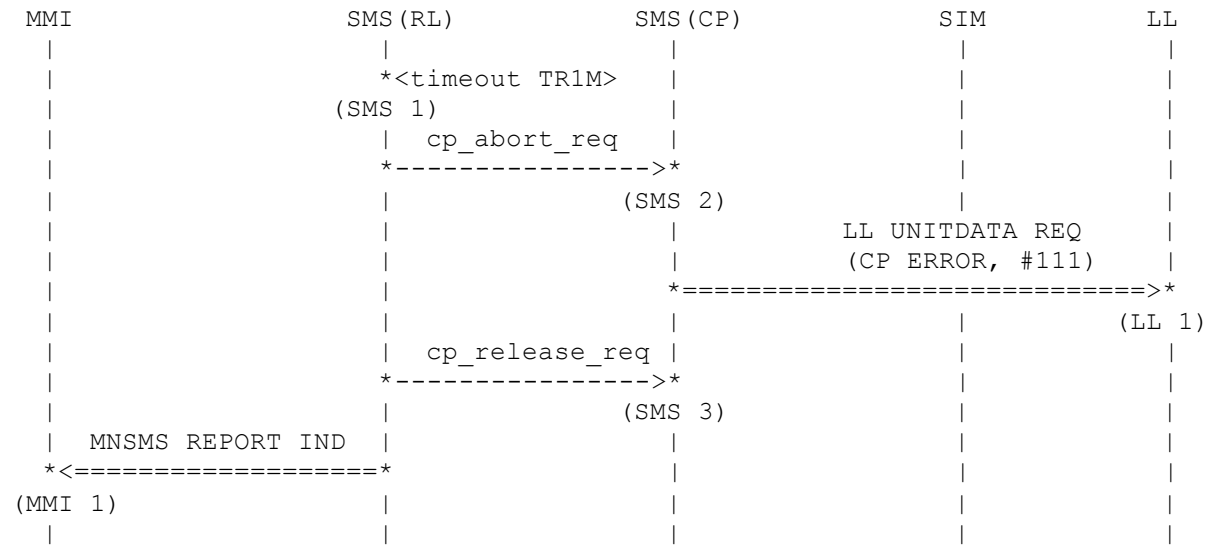 MMI SMS(RL) SMS(CP) SIM LL
*<timeout TR1M>
(SMS 1)
cp_abort_req
*---------------->*
(SMS 2)
LL UNITDATA REQ
(CP ERROR, #111)
*=============================>*
(LL 1)
cp_release_req
*---------------->*
(SMS 3)
MNSMS REPORT IND
*<===================*
(MMI 1)